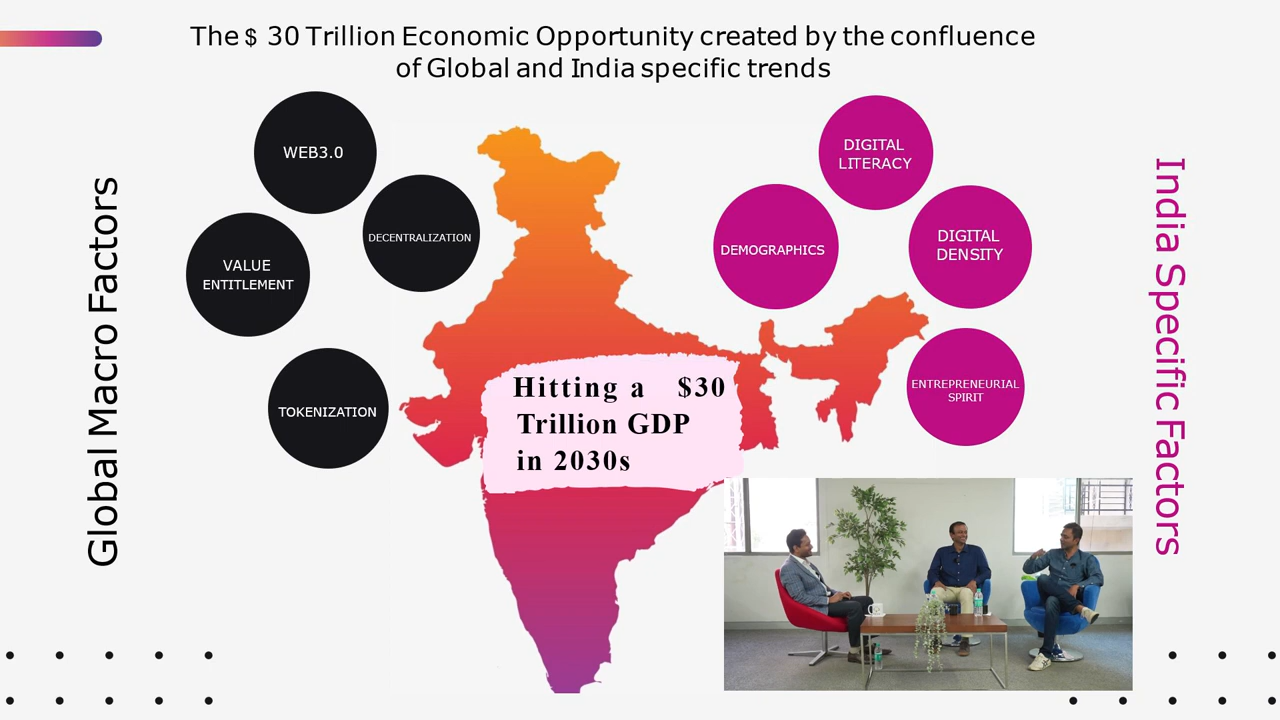 The $ 30 Trillion Economic Opportunity created by the confluence
of Global and India specific trends
Global Macro Factors
WEB3.0
DECENTRALIZATION
VALUE
ENTITLEMENT
TOKENIZATION
Hitting a $30
Trillion GDP
in 2030s
DIGITAL
LITERACY
DEMOGRAPHICS
DIGITAL
DENSITY
ENTREPRENEURIAL
SPIRIT
India Specific Factors